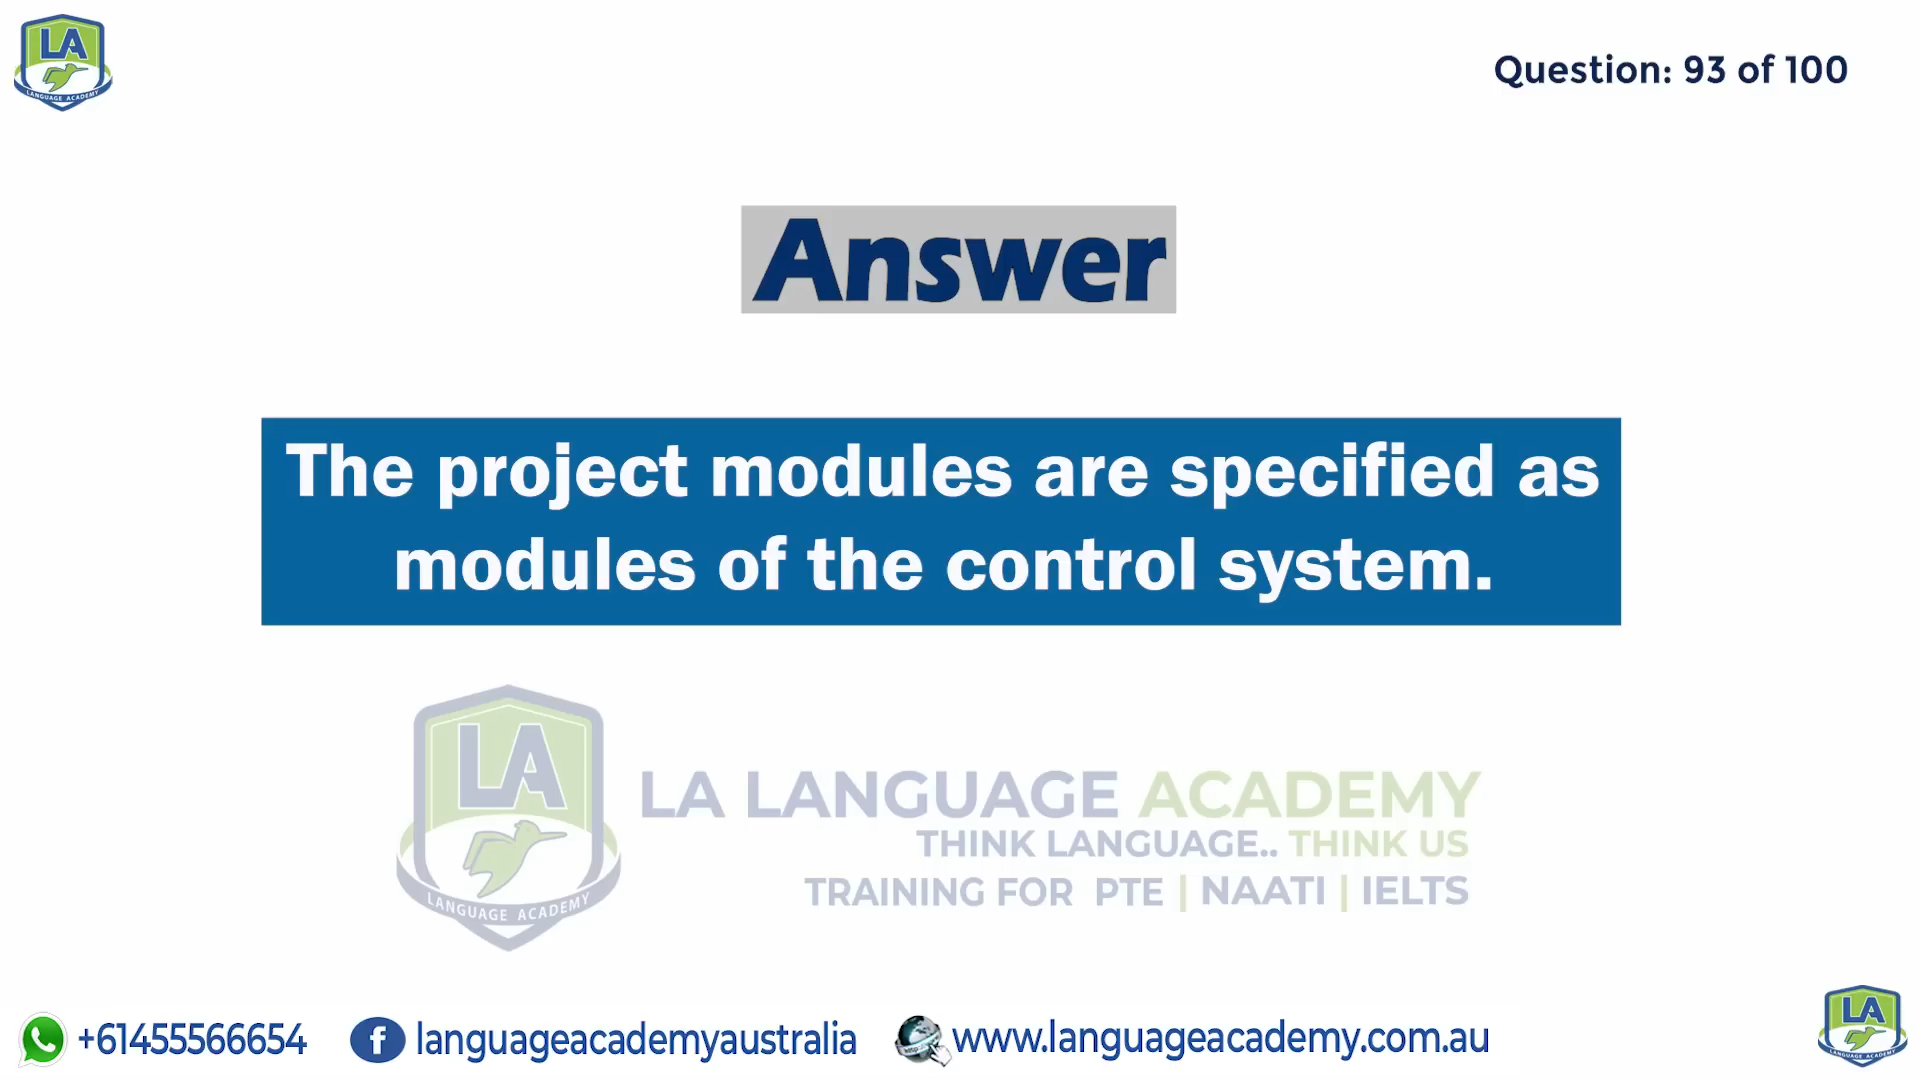 LA
LANGUAGE ACADEMY
Question: 93 of 100
Answer
The project modules are specified as
modules of the control system.
LA
LANGUAGE ACADEMY
LA LANGUAGE ACADEMY
THINK LANGUAGE.. THINK US
TRAINING FOR PTE | NAATI | IELTS
+61455566654
languageacademyaustralia
www.languageacademy.com.au
LA
LANGUAGE ACADEMY